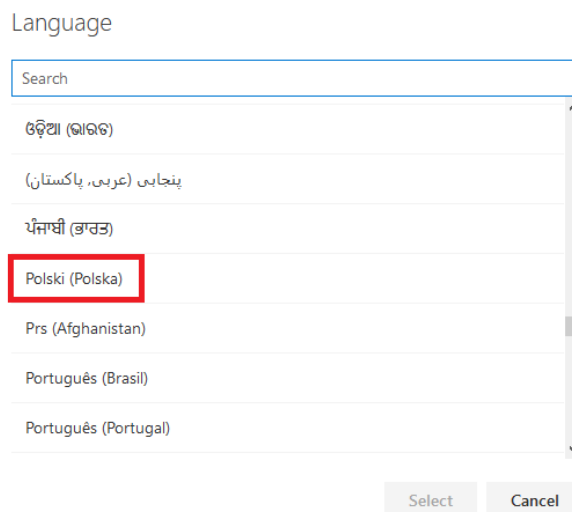 Language
Search
ଓଡ଼ିଆ (ଭାରତ)
پنجابی (عربی, پاکستان)
ਪੰਜਾਬੀ (ਭਾਰਤ)
Polski (Polska)
Prs (Afghanistan)
Português (Brasil)
Português (Portugal)
Select Cancel